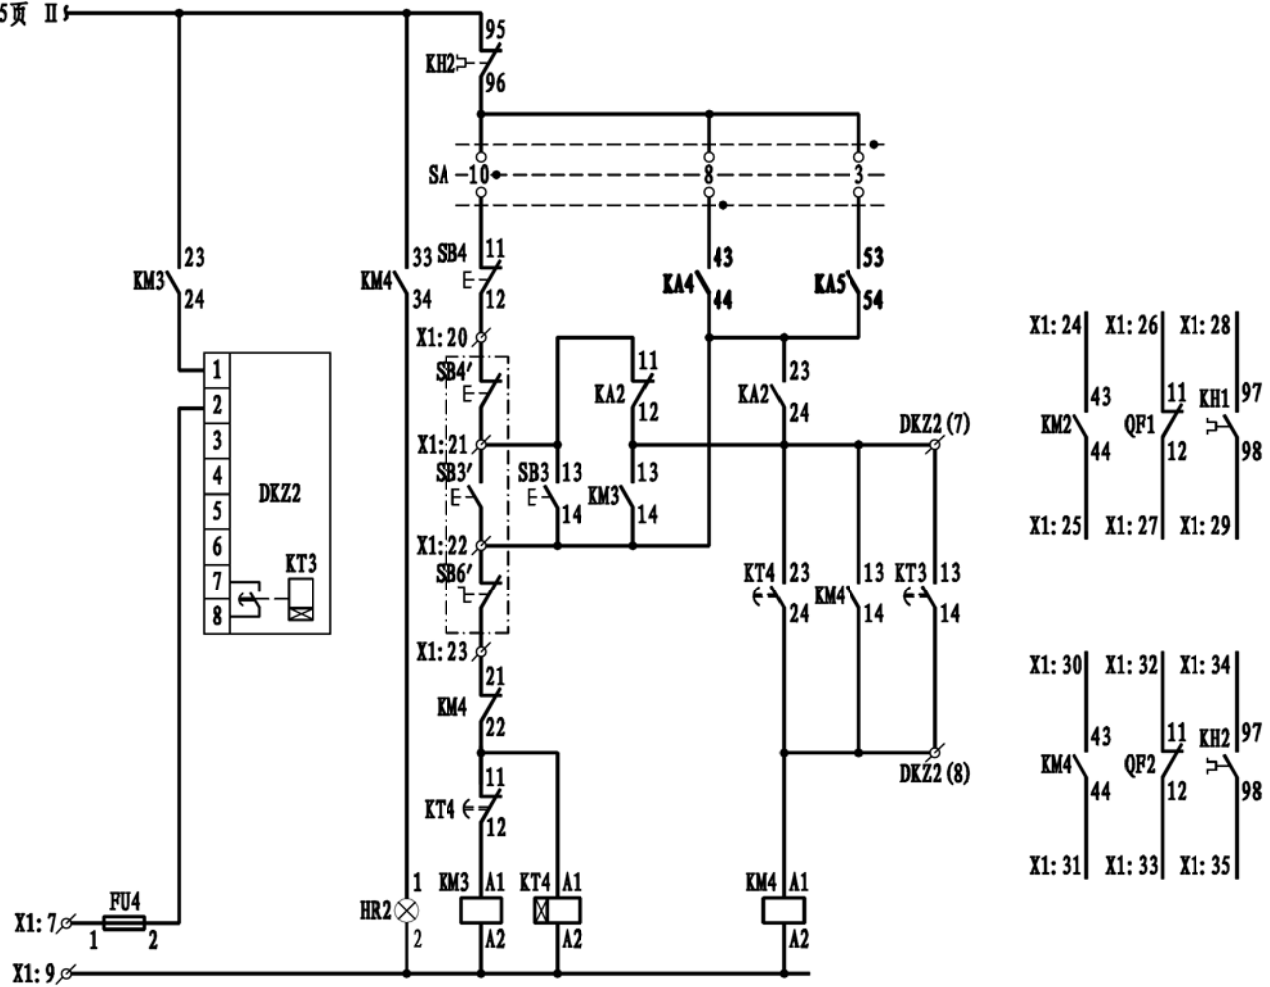 5页 II
95
KH2
96
SA 10 8 3
23
KM3
24
33
KM4
34
SB4 11
12
43
KA4
44
53
KA5
54
X1:20
SB4′
X1:21
SB3′
X1:22
SB6′
X1:23
11
KA2
12
23
KA2
24
DKZ2(7)
SB3 13
14
13
KM3
14
1
2
3
4
5
6
7
8
DKZ2
KT3
KT4 23
24
13
KM4
14
KT3 13
14
DKZ2(8)
21
KM4
22
11
KT4
12
1
HR2
2
KM3 A1
A2
KT4 A1
A2
KM4 A1
A2
FU4
X1:7
1 2
X1:9
X1:24 X1:26 X1:28
43 11 97
KM2 QF1 KH1
44 12 98
X1:25 X1:27 X1:29
X1:30 X1:32 X1:34
43 11 97
KM4 QF2 KH2
44 12 98
X1:31 X1:33 X1:35